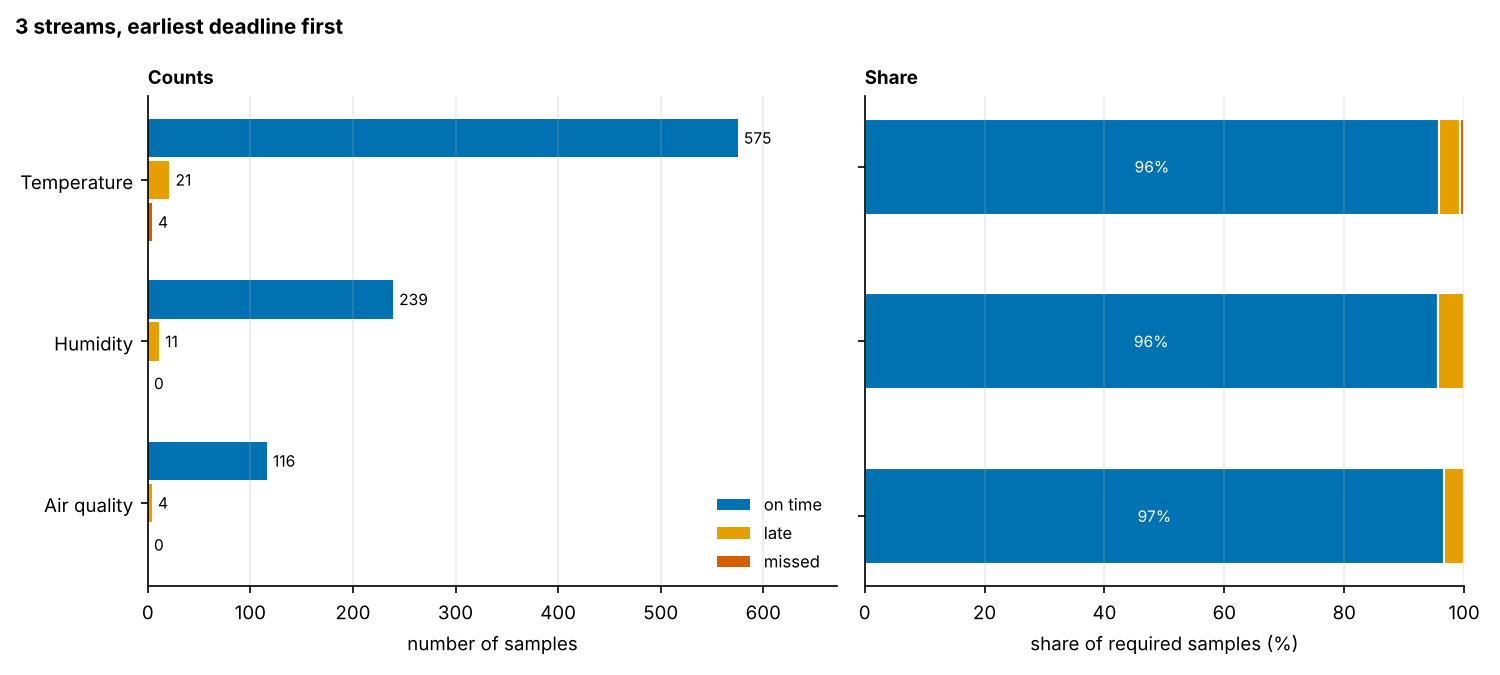 3 streams, earliest deadline first
Counts
575
Temperature
21
4
239
Humidity
11
0
116
Air quality
4
0
on time
late
missed
0 100 200 300 400 500 600
number of samples
Share
96%
96%
97%
0 20 40 60 80 100
share of required samples (%)